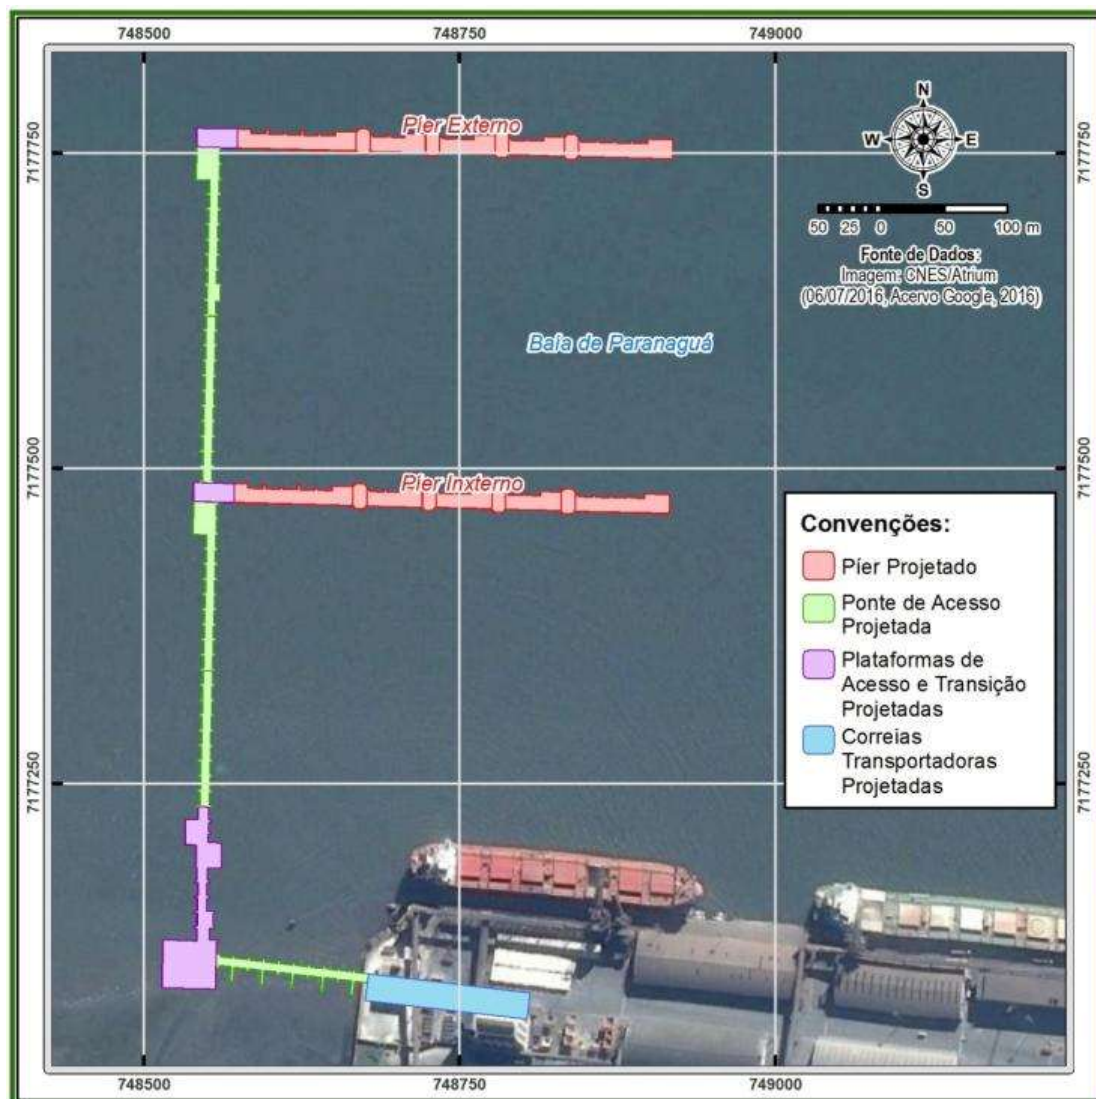 748500 748750 749000
N
W E
S
50 25 0 50 100 m
Fonte de Dados:
Imagem: CNES/Atrium
(06/07/2016, Acervo Google, 2016)
Píer Externo
7177750 7177750
Baía de Paranaguá
7177500 7177500
Píer Inxterno
Convenções:
Píer Projetado
Ponte de Acesso
Projetada
Plataformas de
Acesso e Transição
Projetadas
Correias
Transportadoras
Projetadas
7177250 7177250
748500 748750 749000